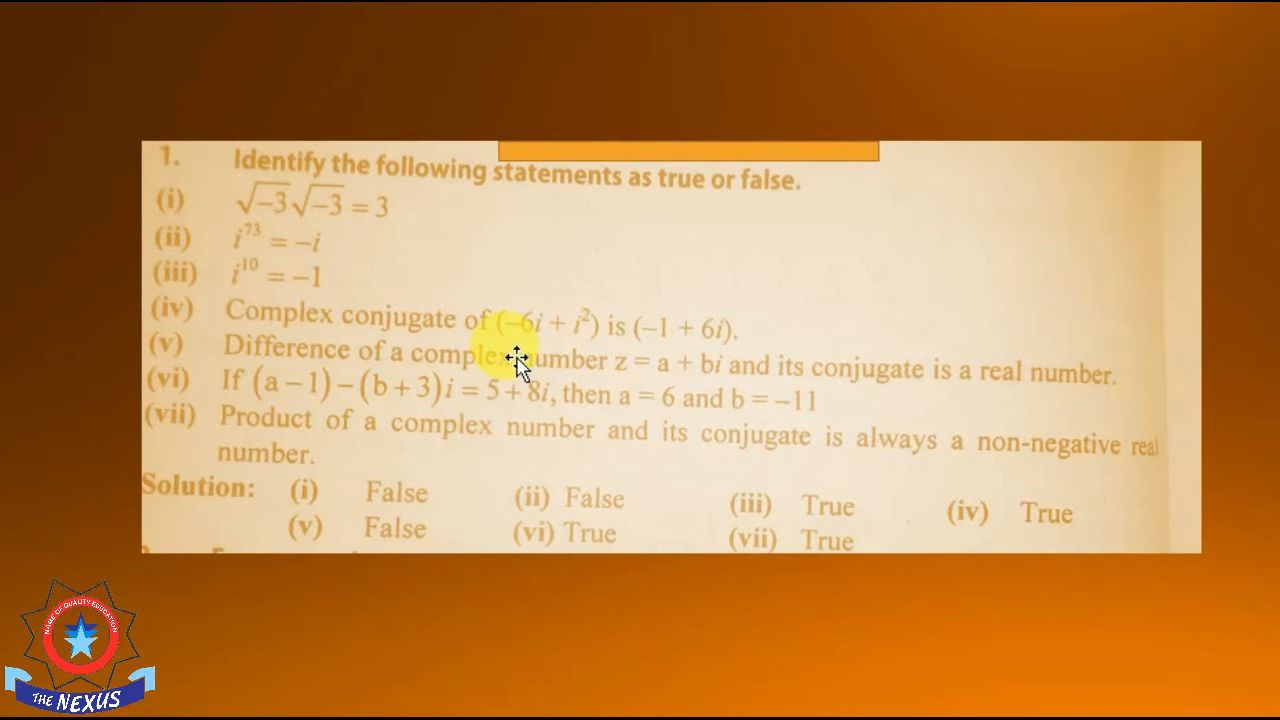 1. Identify the following statements as true or false.
(i) √−3√−3 = 3
(ii) i⁷³ = −i
(iii) i¹⁰ = −1
(iv) Complex conjugate of (−6i + i²) is (−1 + 6i).
(v) Difference of a complex number z = a + bi and its conjugate is a real number.
(vi) If (a − 1) − (b + 3)i = 5 + 8i, then a = 6 and b = −11
(vii) Product of a complex number and its conjugate is always a non-negative real
number.
Solution: (i) False (ii) False (iii) True (iv) True
(v) False (vi) True (vii) True
NAME OF QUALITY EDUCATION
THE NEXUS